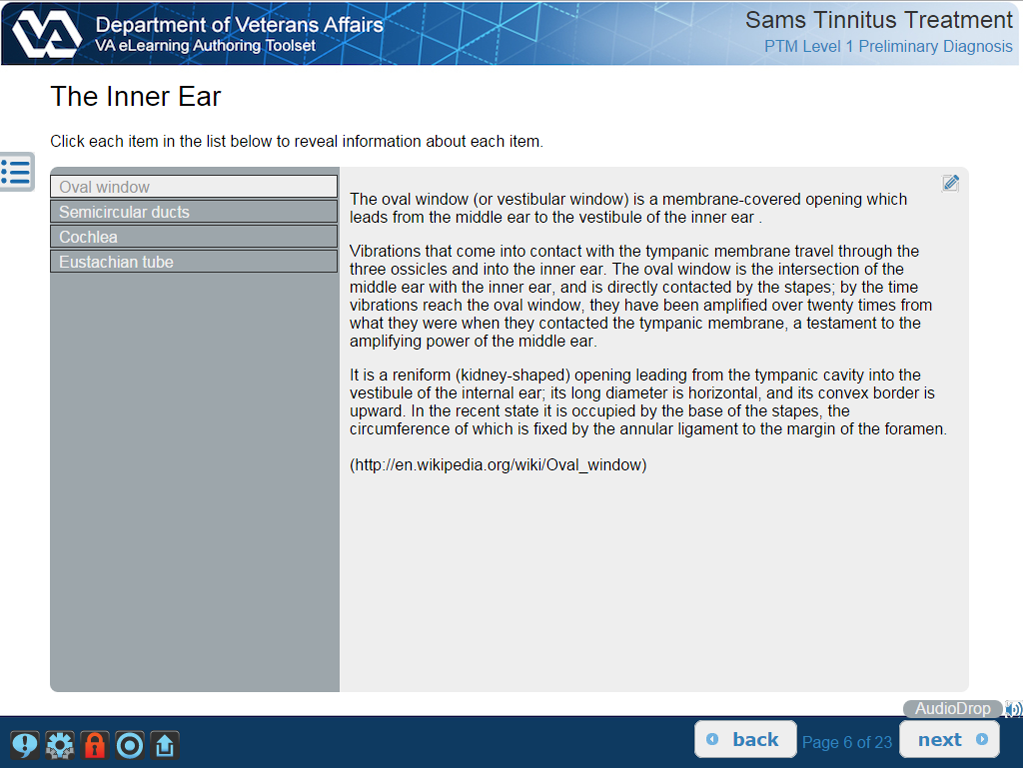 VA
Department of Veterans Affairs
VA eLearning Authoring Toolset
Sams Tinnitus Treatment
PTM Level 1 Preliminary Diagnosis
The Inner Ear
Click each item in the list below to reveal information about each item.
Oval window
Semicircular ducts
Cochlea
Eustachian tube
The oval window (or vestibular window) is a membrane-covered opening which
leads from the middle ear to the vestibule of the inner ear .
Vibrations that come into contact with the tympanic membrane travel through the
three ossicles and into the inner ear. The oval window is the intersection of the
middle ear with the inner ear, and is directly contacted by the stapes; by the time
vibrations reach the oval window, they have been amplified over twenty times from
what they were when they contacted the tympanic membrane, a testament to the
amplifying power of the middle ear.
It is a reniform (kidney-shaped) opening leading from the tympanic cavity into the
vestibule of the internal ear; its long diameter is horizontal, and its convex border is
upward. In the recent state it is occupied by the base of the stapes, the
circumference of which is fixed by the annular ligament to the margin of the foramen.
(http://en.wikipedia.org/wiki/Oval_window)
AudioDrop
back
Page 6 of 23
next